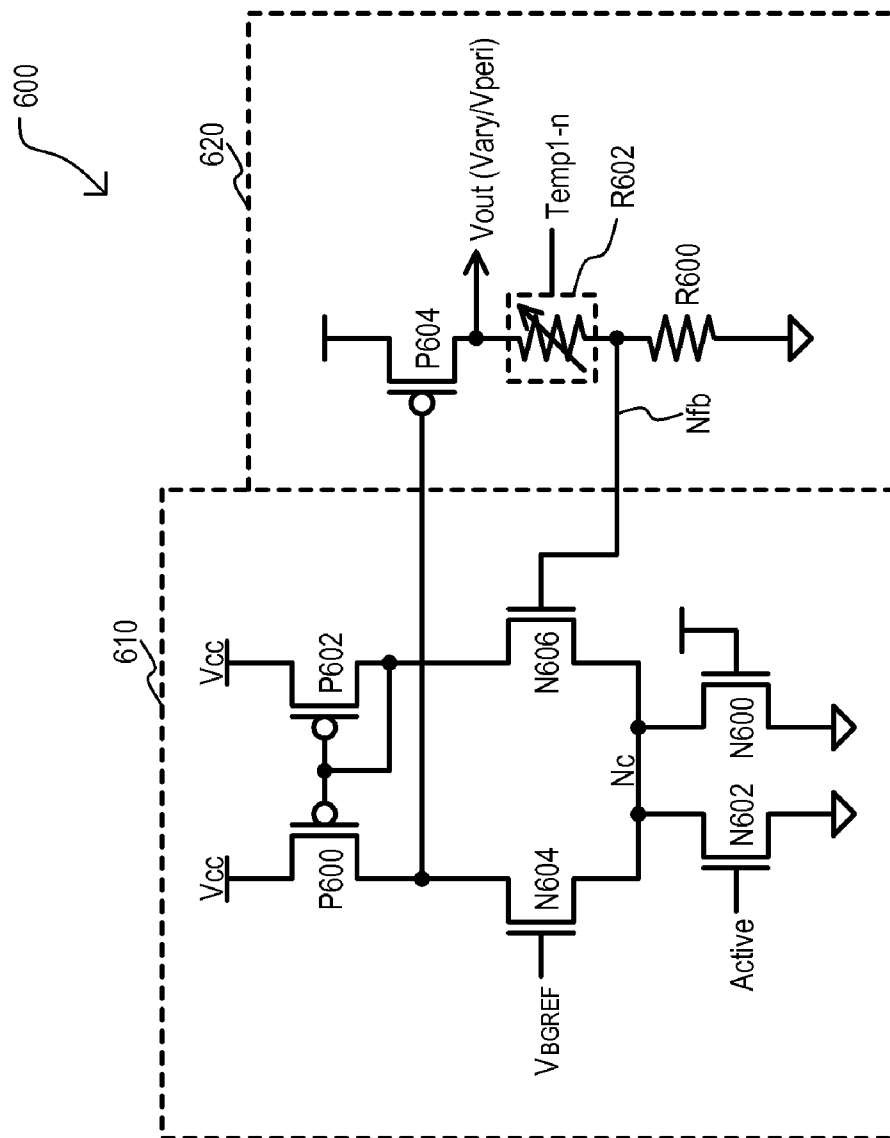 600
610
620
Vcc
Vcc
P600
P602
P604
Vout (Vary/Vperi)
Temp1-n
R602
R600
Nfb
N604
N606
VBGREF
Nc
N602
N600
Active